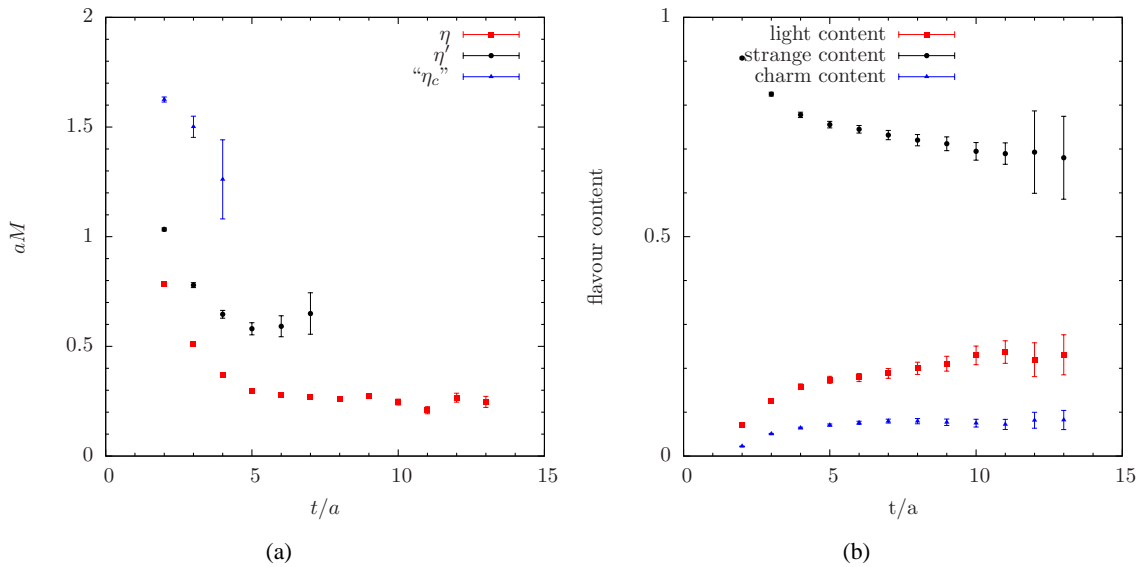 η
η′
“ηc”
2
1.5
1
0.5
0
0
5
10
15
aM
t/a
(a)
light content
strange content
charm content
1
0.5
0
0
5
10
15
flavour content
t/a
(b)